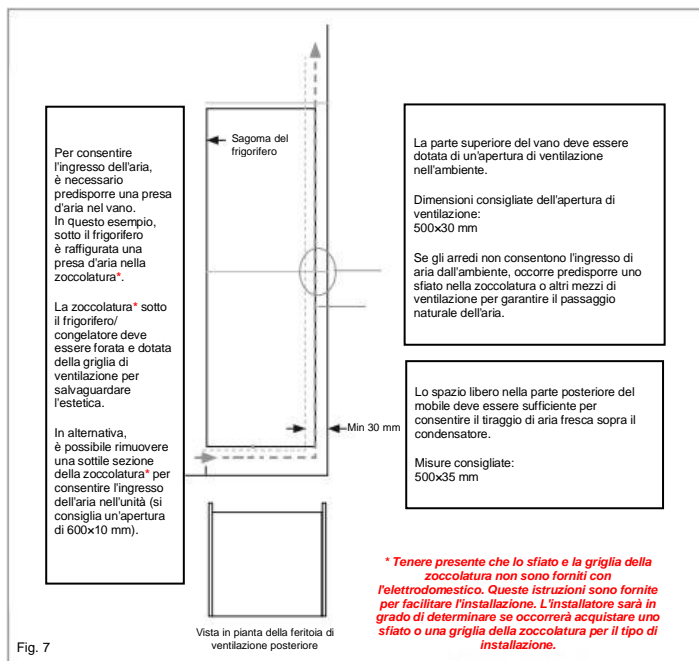 Per consentire
l'ingresso dell'aria,
è necessario
predisporre una presa
d'aria nel vano.
In questo esempio,
sotto il frigorifero
è raffigurata una
presa d'aria nella
zoccolatura*.
La zoccolatura* sotto
il frigorifero/
congelatore deve
essere forata e dotata
della griglia di
ventilazione per
salvaguardare
l'estetica.
In alternativa,
è possibile rimuovere
una sottile sezione
della zoccolatura* per
consentire l'ingresso
dell'aria nell'unità (si
consiglia un'apertura
di 600×10 mm).
Sagoma del
frigorifero
La parte superiore del vano deve essere
dotata di un'apertura di ventilazione
nell'ambiente.
Dimensioni consigliate dell'apertura di
ventilazione:
500×30 mm
Se gli arredi non consentono l'ingresso di
aria dall'ambiente, occorre predisporre uno
sfiato nella zoccolatura o altri mezzi di
ventilazione per garantire il passaggio
naturale dell'aria.
Min 30 mm
Lo spazio libero nella parte posteriore del
mobile deve essere sufficiente per
consentire il tiraggio di aria fresca sopra il
condensatore.
Misure consigliate:
500×35 mm
* Tenere presente che lo sfiato e la griglia della
zoccolatura non sono forniti con
l'elettrodomestico. Queste istruzioni sono fornite
per facilitare l'installazione. L'installatore sarà in
grado di determinare se occorrerà acquistare uno
sfiato o una griglia della zoccolatura per il tipo di
installazione.
Vista in pianta della feritoia di
ventilazione posteriore
Fig. 7